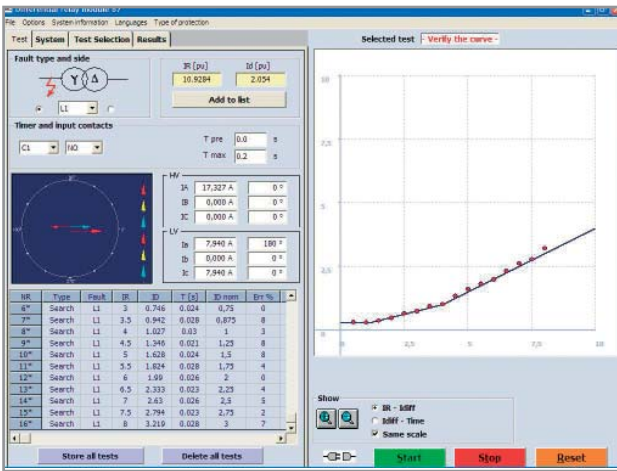 Differential relay module 87
File Options System information Languages Type of protection
Test System Test Selection Results
Fault type and side
L1
IR [pu] Id [pu]
10.9284 2.054
Add to list
Timer and input contacts
C1 NO
T pre 0.0 s
T max 0.2 s
HV
IA 17,327 A 0 °
IB 0,000 A 0 °
IC 0,000 A 0 °
LV
Ia 7,940 A 180 °
Ib 0,000 A 0 °
Ic 7,940 A 0 °
NR Type Fault IR ID T [s] ID nom Err %
6° Search L1 3 0.746 0.024 0,75 0
7° Search L1 3.5 0.942 0.028 0,875 8
8° Search L1 4 1.027 0.03 1 3
9° Search L1 4.5 1.346 0.021 1,25 8
10° Search L1 5 1.628 0.024 1,5 8
11° Search L1 5.5 1.824 0.028 1,75 4
12° Search L1 6 1.99 0.026 2 0
13° Search L1 6.5 2.333 0.023 2,25 4
14° Search L1 7 2.63 0.026 2,5 5
15° Search L1 7.5 2.794 0.023 2,75 2
16° Search L1 8 3.219 0.028 3 7
Store all tests Delete all tests
Selected test - Verify the curve -
10
7,5
5
2,5
0
0 2,5 5 7,5 10
Show
IR - Idiff
Idiff - Time
Same scale
Start Stop Reset